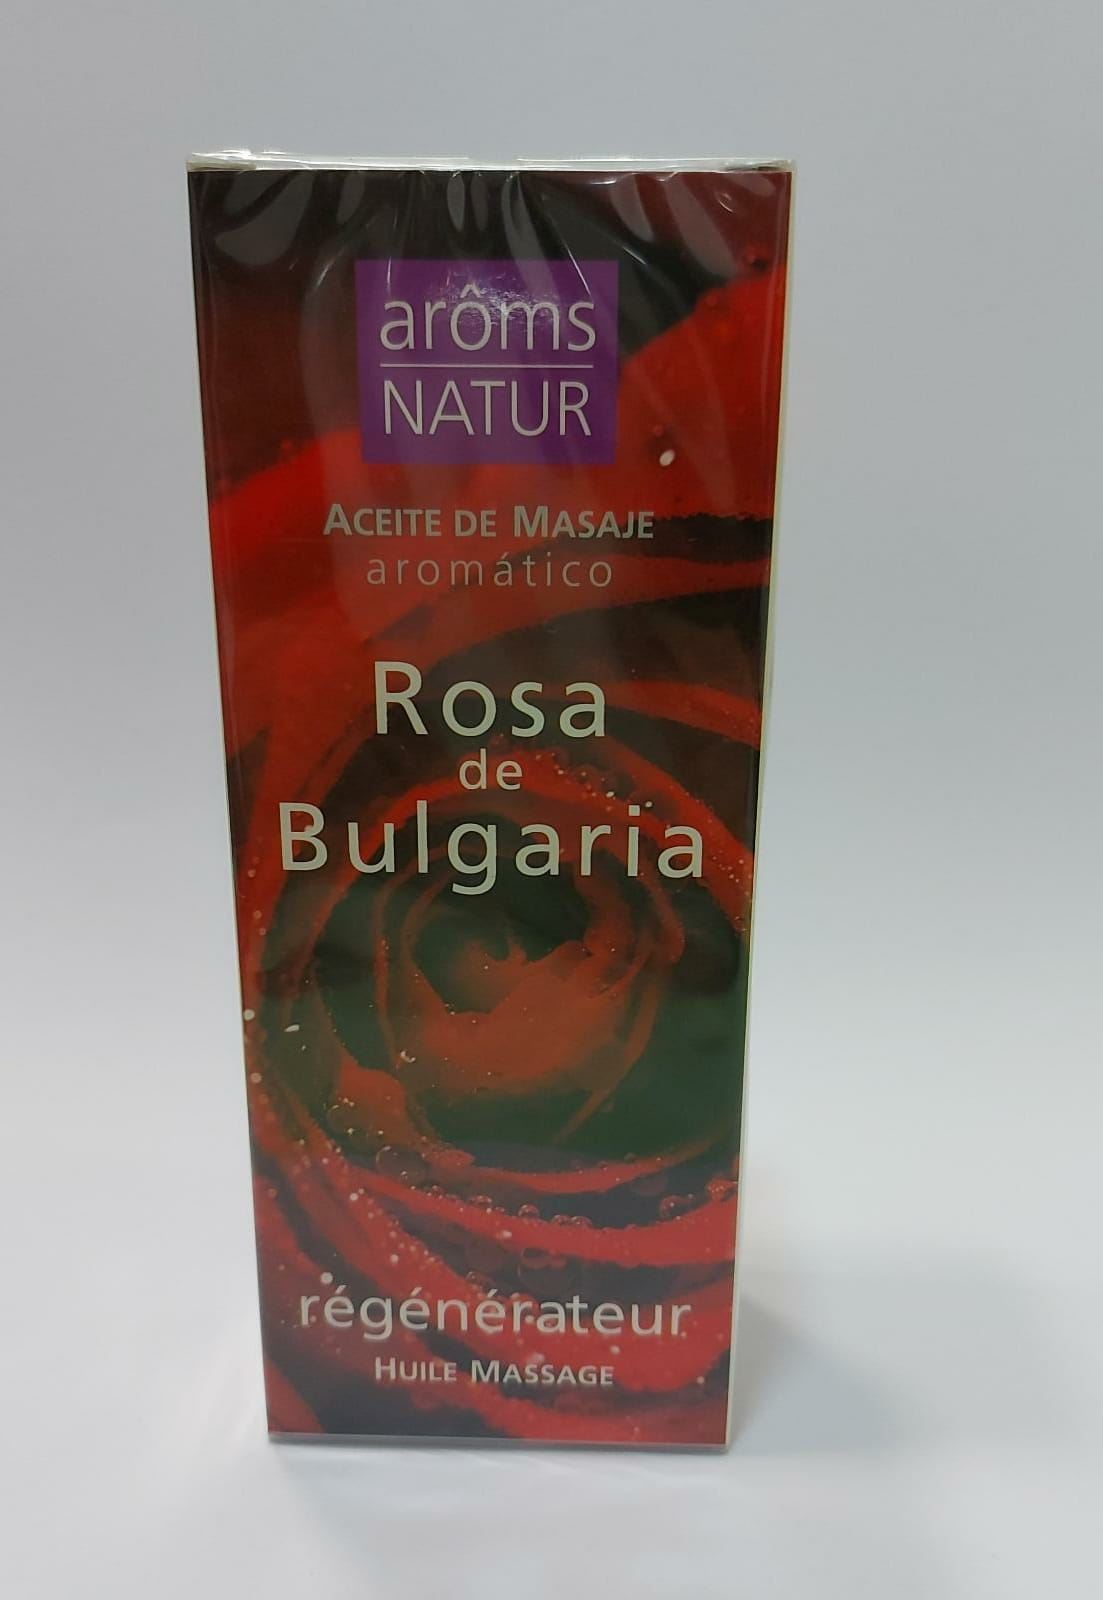 arôms
NATUR
ACEITE DE MASAJE
aromático
Rosa
de
Bulgaria
régénérateur
HUILE MASSAGE